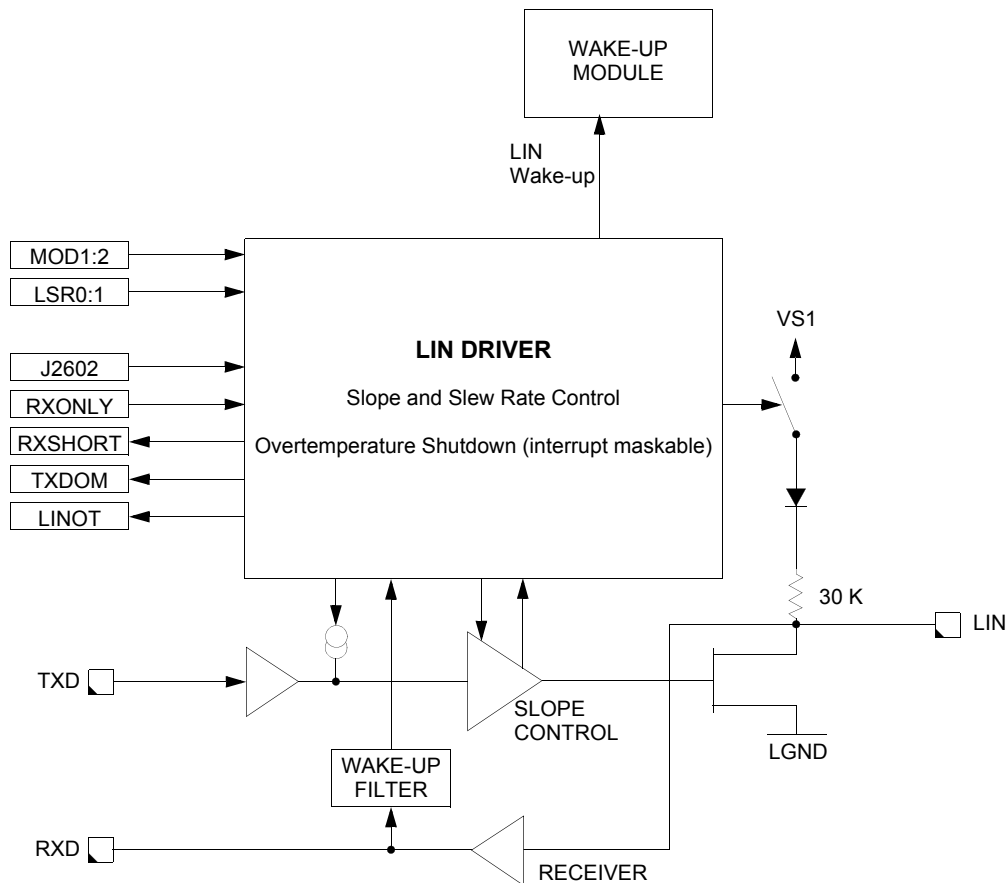 WAKE-UP
MODULE
LIN
Wake-up
MOD1:2
LSR0:1
J2602
RXONLY
RXSHORT
TXDOM
LINOT
LIN DRIVER
Slope and Slew Rate Control
Overtemperature Shutdown (interrupt maskable)
VS1
30 K
LIN
TXD
SLOPE
CONTROL
LGND
WAKE-UP
FILTER
RXD
RECEIVER